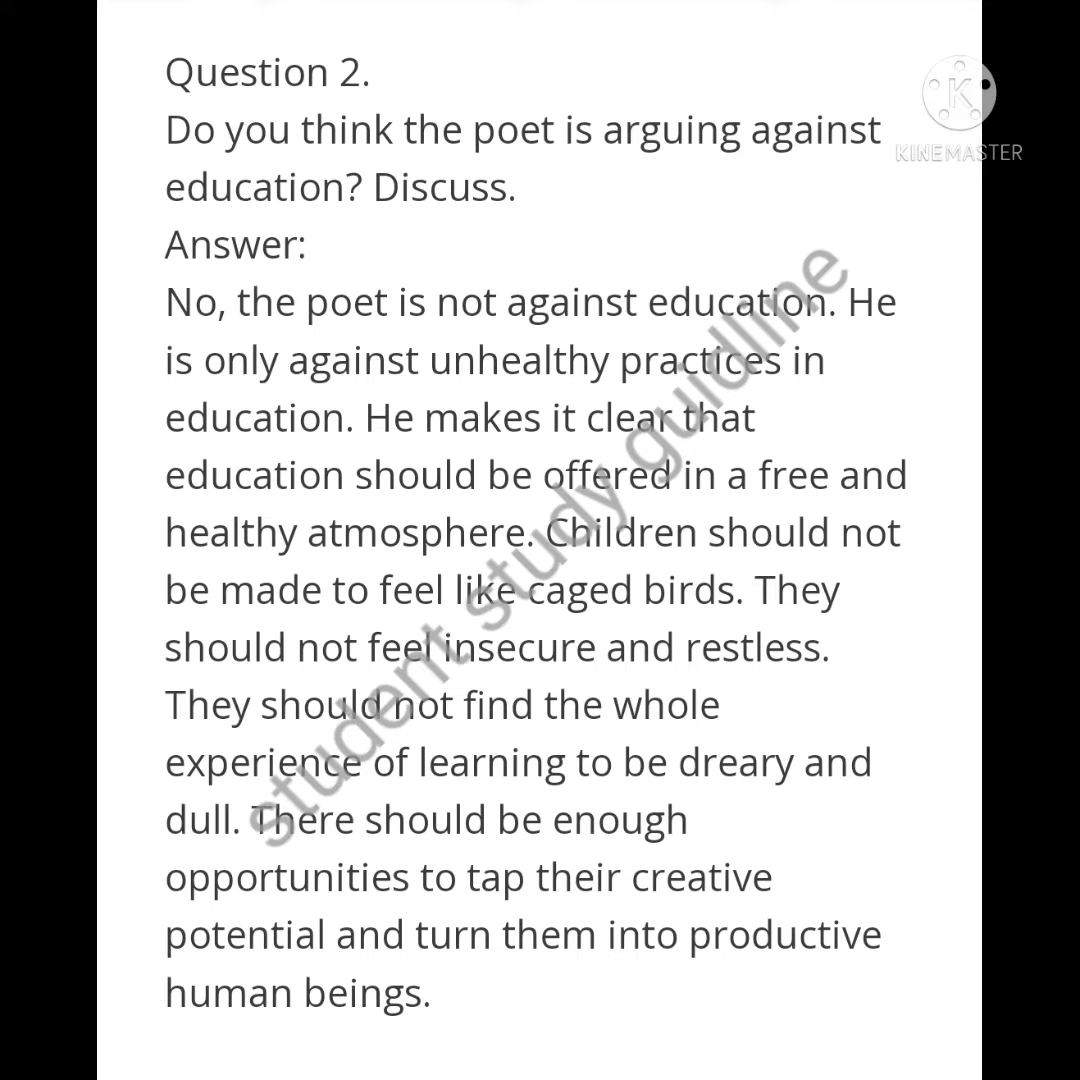 Question 2.
Do you think the poet is arguing against
education? Discuss.
Answer:
No, the poet is not against education. He
is only against unhealthy practices in
education. He makes it clear that
education should be offered in a free and
healthy atmosphere. Children should not
be made to feel like caged birds. They
should not feel insecure and restless.
They should not find the whole
experience of learning to be dreary and
dull. There should be enough
opportunities to tap their creative
potential and turn them into productive
human beings.
K
KINEMASTER
student study guidline